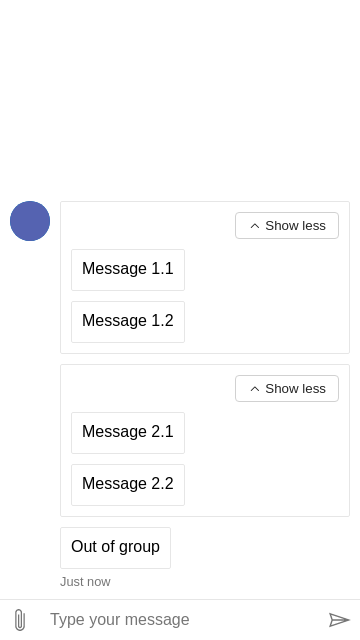 Show less
Message 1.1
Message 1.2
Show less
Message 2.1
Message 2.2
Out of group
Just now
Type your message